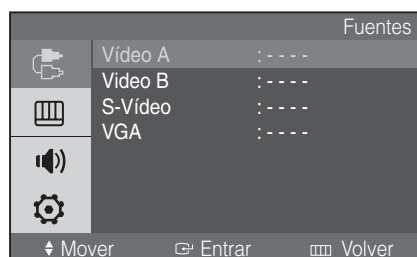 Fuentes
Vídeo A : - - - -
Video B : - - - -
S-Vídeo : - - - -
VGA : - - - -
Mover Entrar Volver